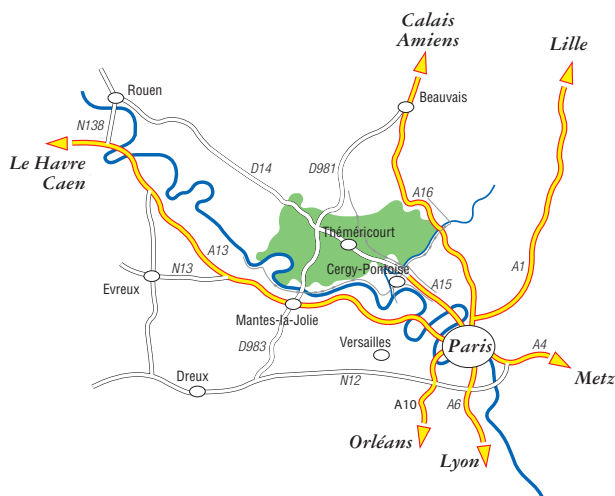 Calais
Amiens
Lille
Rouen
Beauvais
N138
Le Havre
Caen
D14
D981
A16
Théméricourt
A13
A1
Cergy-Pontoise
N13
A15
Evreux
Mantes-la-Jolie
Versailles
Paris
D983
A4
Metz
Dreux
N12
A10
A6
Orléans
Lyon